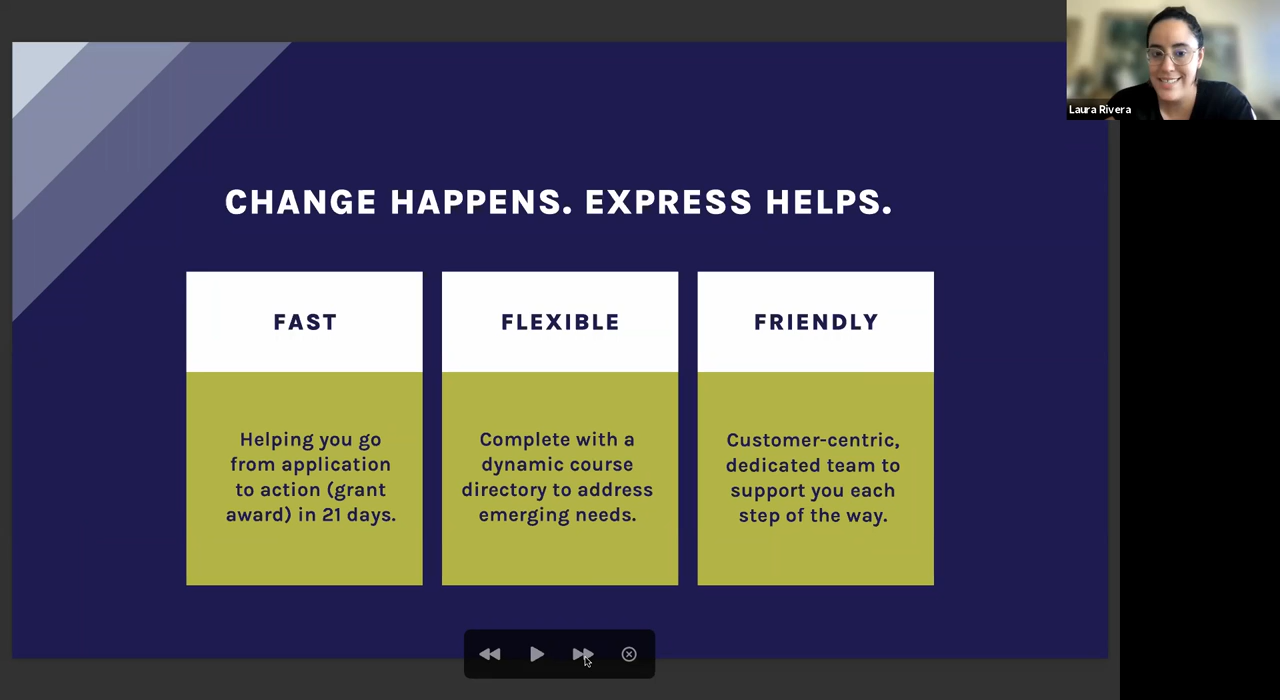 Laura Rivera
CHANGE HAPPENS. EXPRESS HELPS.
FAST
Helping you go
from application
to action (grant
award) in 21 days.
FLEXIBLE
Complete with a
dynamic course
directory to address
emerging needs.
FRIENDLY
Customer-centric,
dedicated team to
support you each
step of the way.